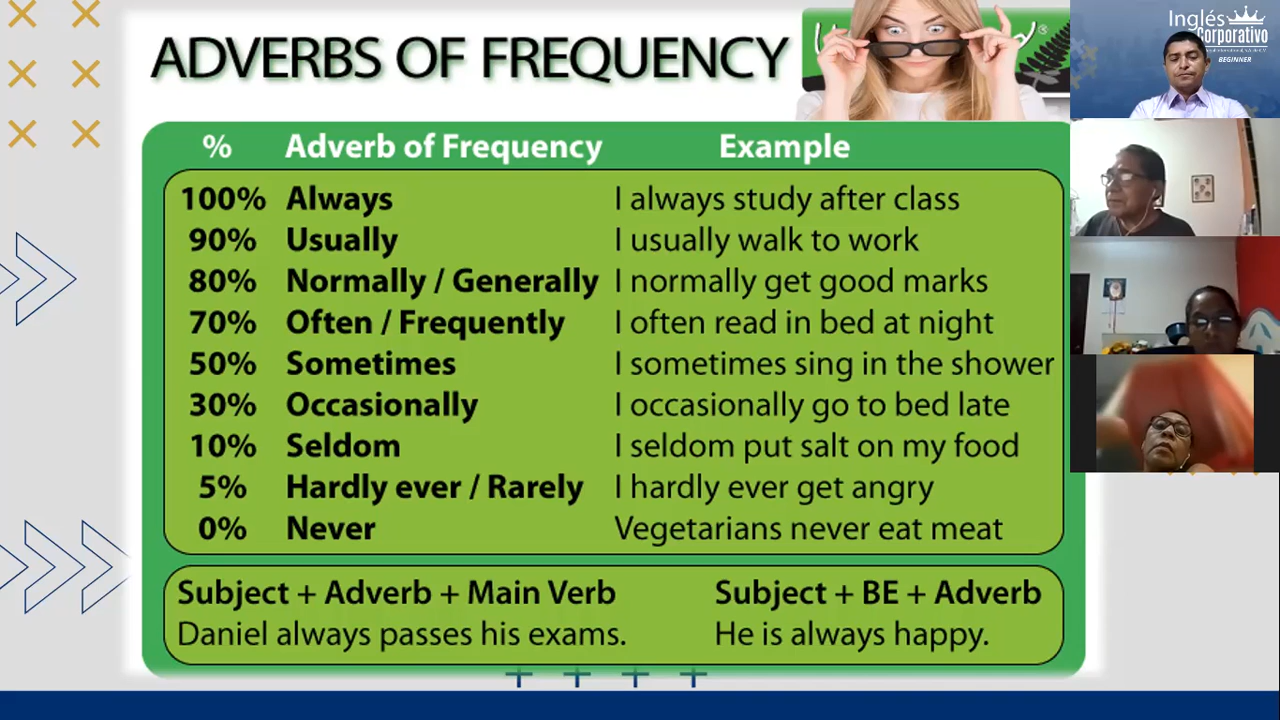 ADVERBS OF FREQUENCY
Inglés
Corporativo
BEGINNER
% Adverb of Frequency Example
100% Always I always study after class
90% Usually I usually walk to work
80% Normally / Generally I normally get good marks
70% Often / Frequently I often read in bed at night
50% Sometimes I sometimes sing in the shower
30% Occasionally I occasionally go to bed late
10% Seldom I seldom put salt on my food
5% Hardly ever / Rarely I hardly ever get angry
0% Never Vegetarians never eat meat
Subject + Adverb + Main Verb Subject + BE + Adverb
Daniel always passes his exams. He is always happy.